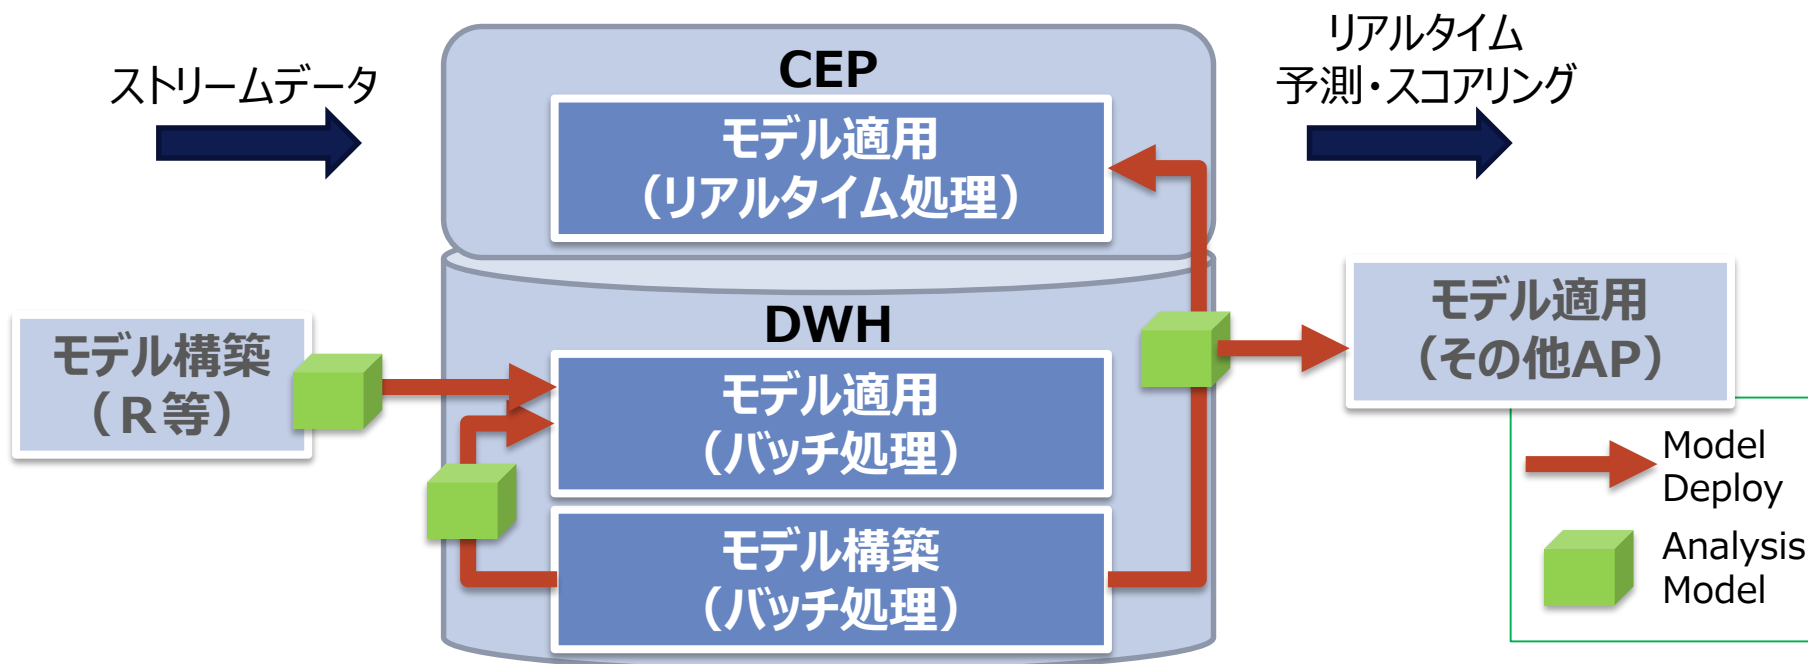 ストリームデータ
CEP
モデル適用
（リアルタイム処理）
リアルタイム
予測・スコアリング
モデル構築
（R等）
DWH
モデル適用
（バッチ処理）
モデル構築
（バッチ処理）
モデル適用
（その他AP）
Model
Deploy
Analysis
Model